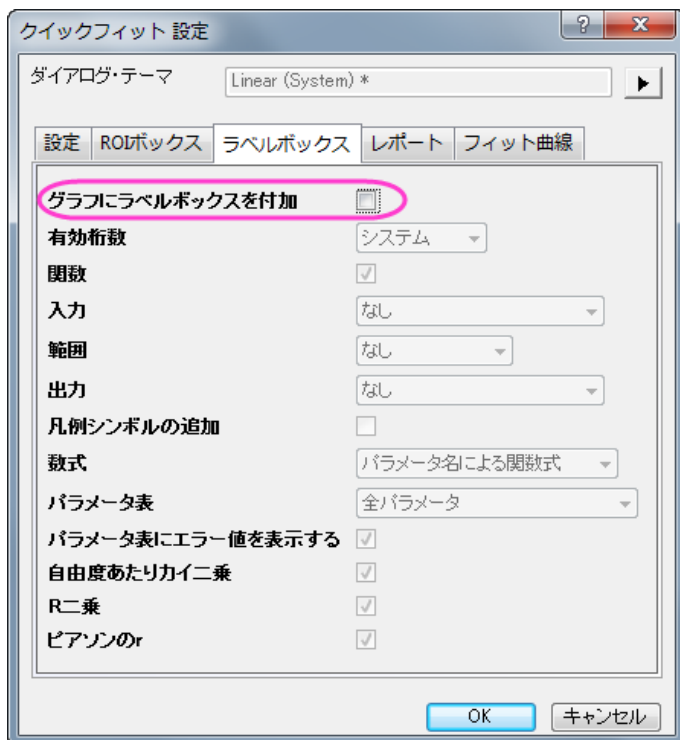 クイックフィット 設定
ダイアログ・テーマ Linear (System) *
設定 ROIボックス ラベルボックス レポート フィット曲線
グラフにラベルボックスを付加
有効桁数 システム
関数
入力 なし
範囲 なし
出力 なし
凡例シンボルの追加
数式 パラメータ名による関数式
パラメータ表 全パラメータ
パラメータ表にエラー値を表示する
自由度あたりカイ二乗
R二乗
ピアソンのr
OK キャンセル